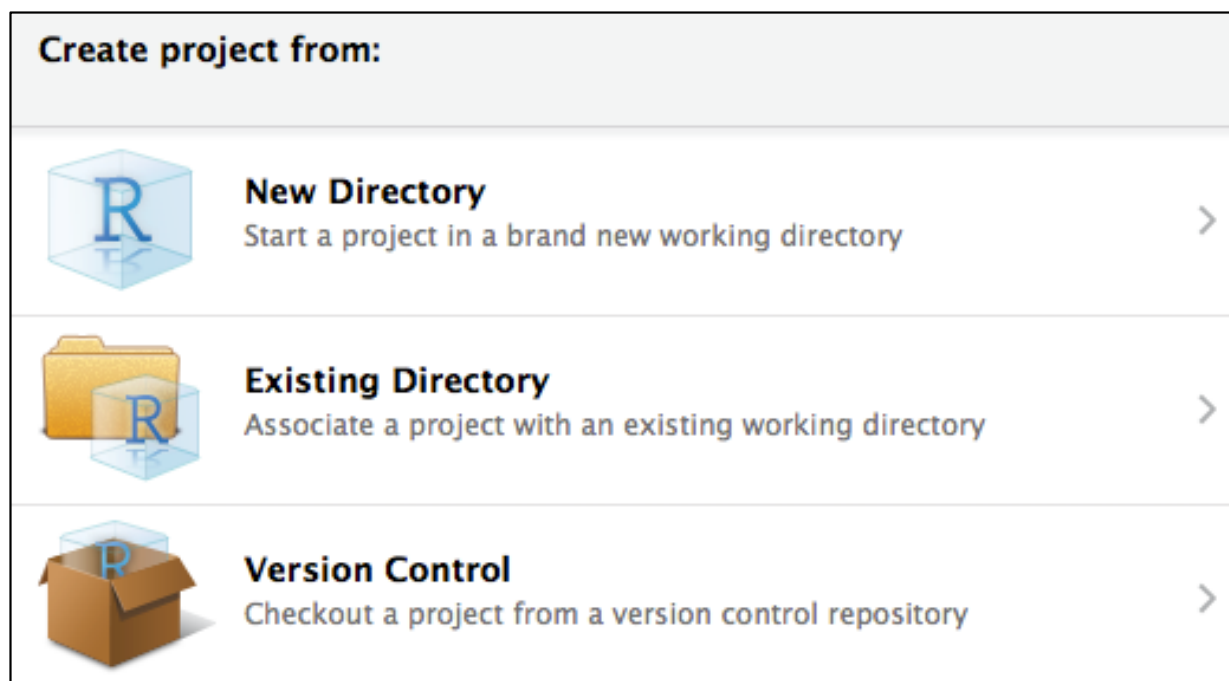 Create project from:
R
New Directory
Start a project in a brand new working directory
R
Existing Directory
Associate a project with an existing working directory
R
Version Control
Checkout a project from a version control repository